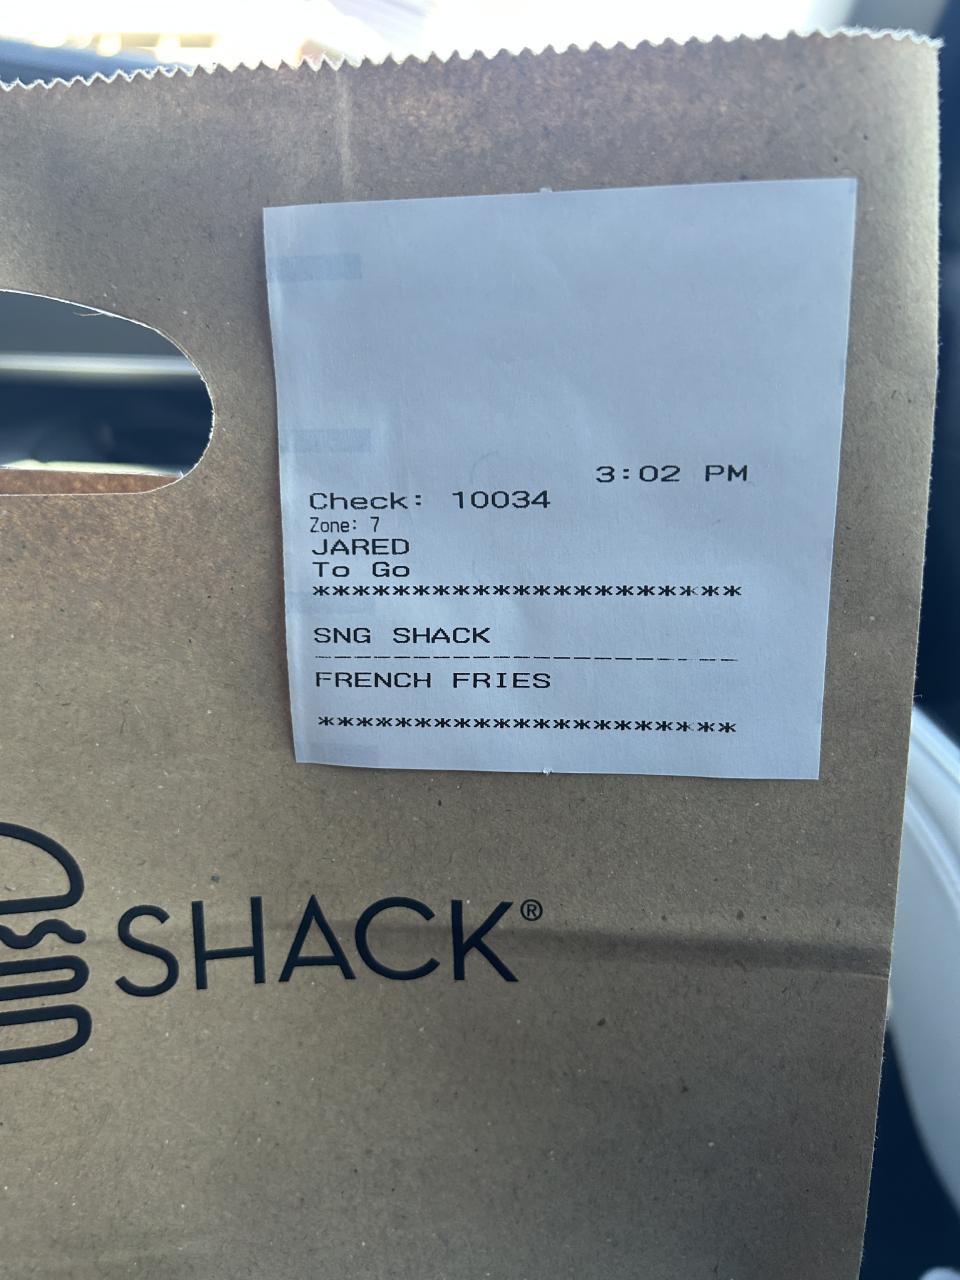 3:02 PM
Check: 10034
Zone: 7
JARED
To Go
**********************
SNG SHACK
----------------------
FRENCH FRIES
**********************
SHACK®